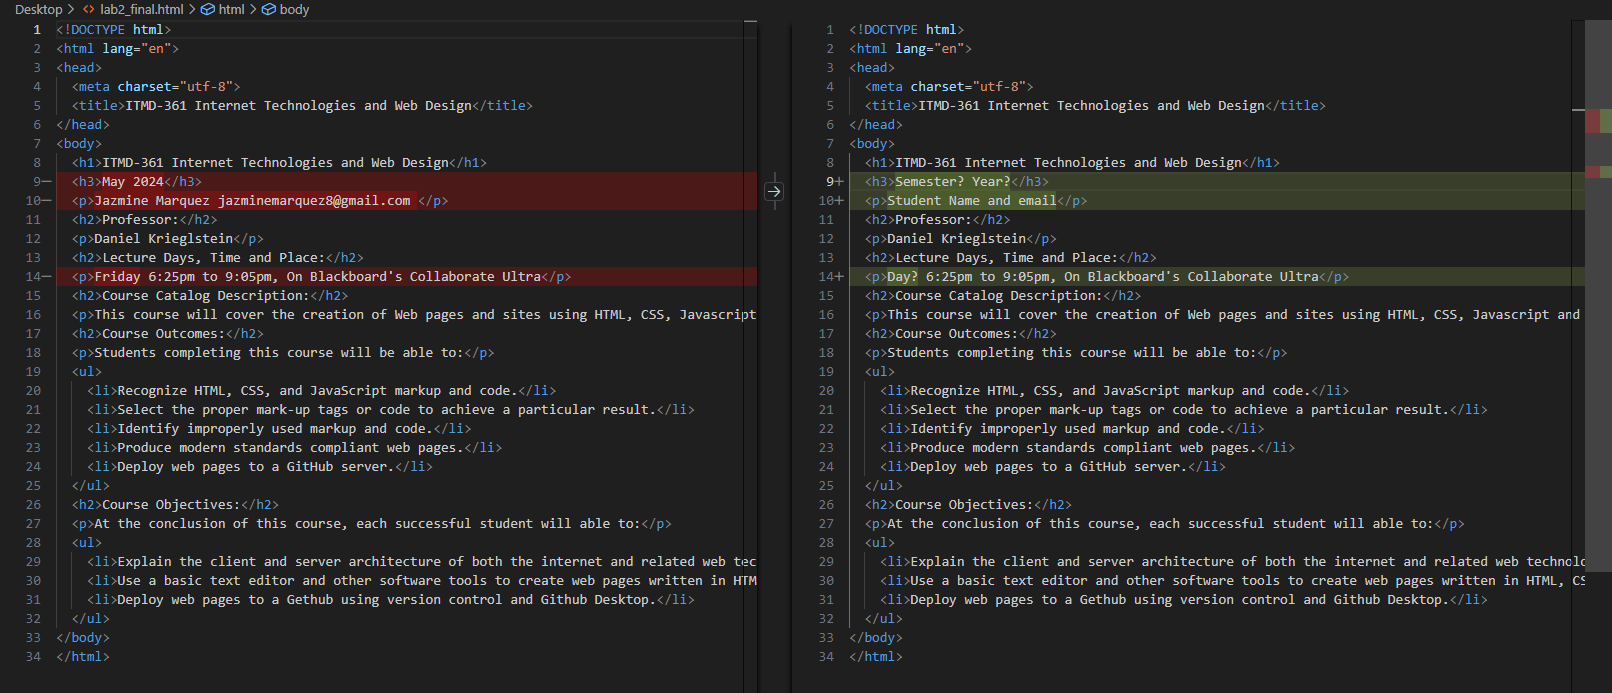 Desktop > <> lab2_final.html > html > body
1 <!DOCTYPE html>
2 <html lang="en">
3 <head>
4 <meta charset="utf-8">
5 <title>ITMD-361 Internet Technologies and Web Design</title>
6 </head>
7 <body>
8 <h1>ITMD-361 Internet Technologies and Web Design</h1>
9— <h3>May 2024</h3>
10— <p>Jazmine Marquez jazminemarquez8@gmail.com </p>
11 <h2>Professor:</h2>
12 <p>Daniel Krieglstein</p>
13 <h2>Lecture Days, Time and Place:</h2>
14— <p>Friday 6:25pm to 9:05pm, On Blackboard's Collaborate Ultra</p>
15 <h2>Course Catalog Description:</h2>
16 <p>This course will cover the creation of Web pages and sites using HTML, CSS, Javascript
17 <h2>Course Outcomes:</h2>
18 <p>Students completing this course will be able to:</p>
19 <ul>
20 <li>Recognize HTML, CSS, and JavaScript markup and code.</li>
21 <li>Select the proper mark-up tags or code to achieve a particular result.</li>
22 <li>Identify improperly used markup and code.</li>
23 <li>Produce modern standards compliant web pages.</li>
24 <li>Deploy web pages to a GitHub server.</li>
25 </ul>
26 <h2>Course Objectives:</h2>
27 <p>At the conclusion of this course, each successful student will able to:</p>
28 <ul>
29 <li>Explain the client and server architecture of both the internet and related web tec
30 <li>Use a basic text editor and other software tools to create web pages written in HTM
31 <li>Deploy web pages to a Gethub using version control and Github Desktop.</li>
32 </ul>
33 </body>
34 </html>
1 <!DOCTYPE html>
2 <html lang="en">
3 <head>
4 <meta charset="utf-8">
5 <title>ITMD-361 Internet Technologies and Web Design</title>
6 </head>
7 <body>
8 <h1>ITMD-361 Internet Technologies and Web Design</h1>
9+ <h3>Semester? Year?</h3>
10+ <p>Student Name and email</p>
11 <h2>Professor:</h2>
12 <p>Daniel Krieglstein</p>
13 <h2>Lecture Days, Time and Place:</h2>
14+ <p>Day? 6:25pm to 9:05pm, On Blackboard's Collaborate Ultra</p>
15 <h2>Course Catalog Description:</h2>
16 <p>This course will cover the creation of Web pages and sites using HTML, CSS, Javascript and
17 <h2>Course Outcomes:</h2>
18 <p>Students completing this course will be able to:</p>
19 <ul>
20 <li>Recognize HTML, CSS, and JavaScript markup and code.</li>
21 <li>Select the proper mark-up tags or code to achieve a particular result.</li>
22 <li>Identify improperly used markup and code.</li>
23 <li>Produce modern standards compliant web pages.</li>
24 <li>Deploy web pages to a GitHub server.</li>
25 </ul>
26 <h2>Course Objectives:</h2>
27 <p>At the conclusion of this course, each successful student will able to:</p>
28 <ul>
29 <li>Explain the client and server architecture of both the internet and related web technolo
30 <li>Use a basic text editor and other software tools to create web pages written in HTML, CS
31 <li>Deploy web pages to a Gethub using version control and Github Desktop.</li>
32 </ul>
33 </body>
34 </html>